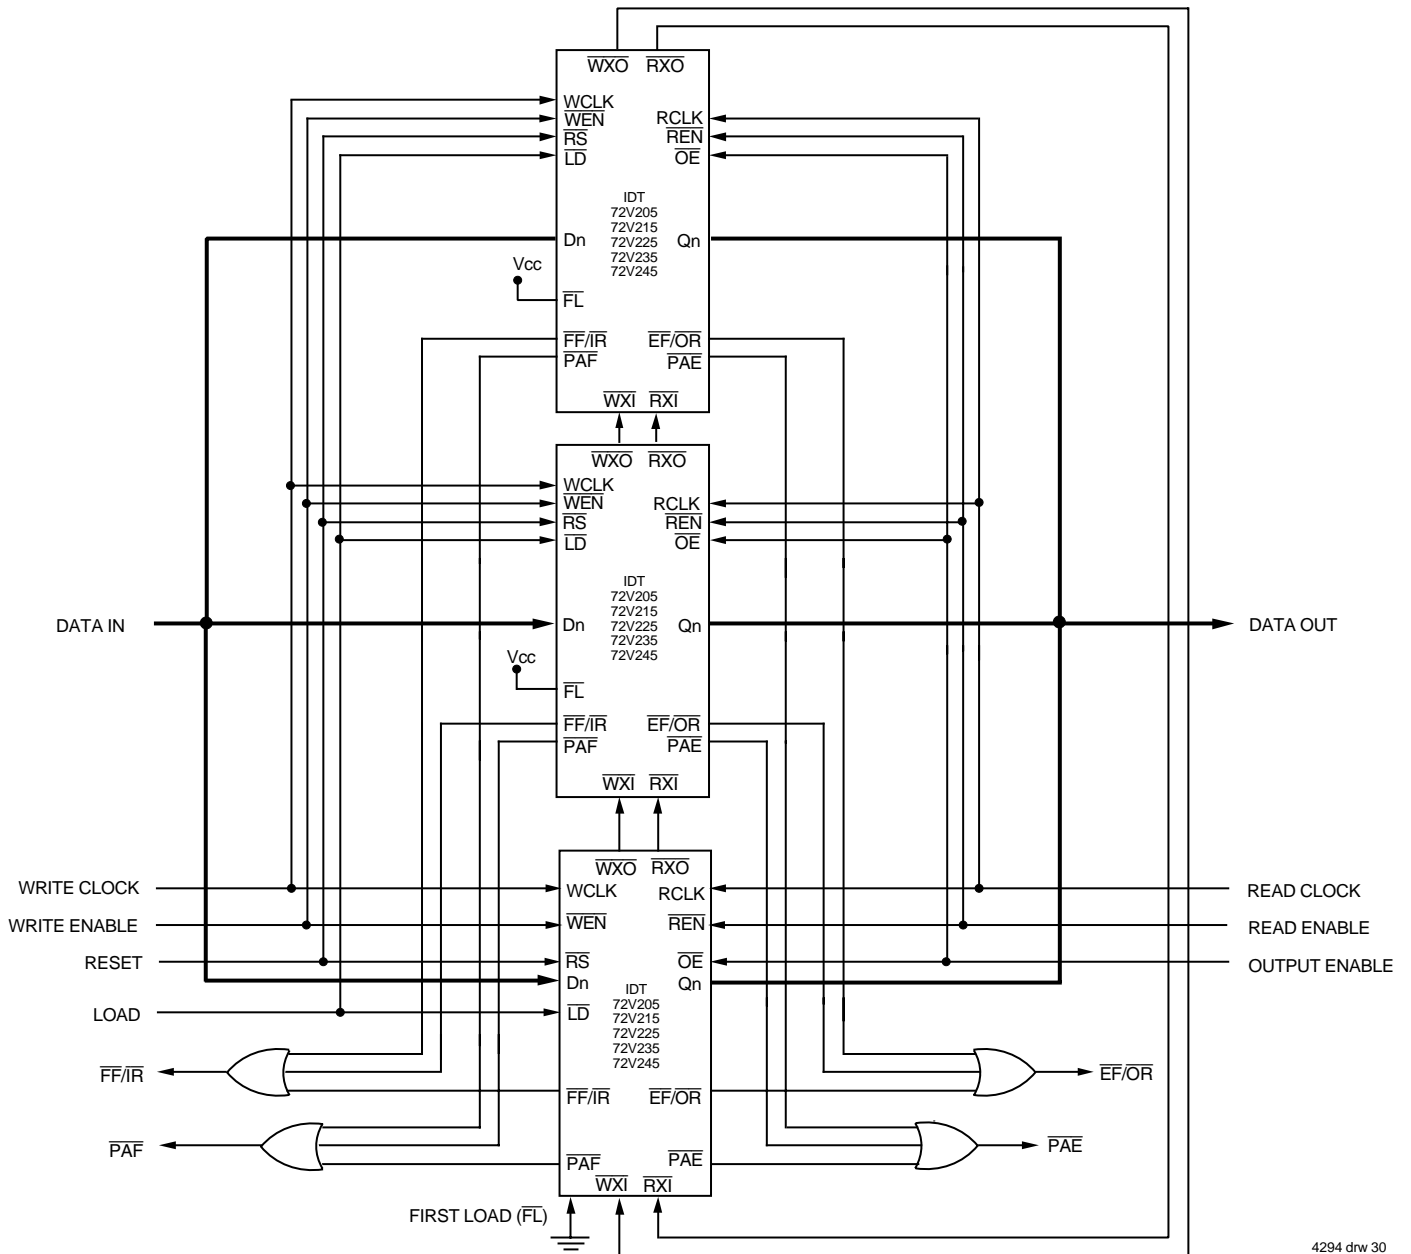 WXO RXO
WCLK
WEN
RS
LD
RCLK
REN
OE
IDT
72V205
72V215
72V225
72V235
72V245
Dn
Qn
Vcc
FL
FF/IR
PAF
EF/OR
PAE
WXI RXI
WXO RXO
WCLK
WEN
RS
LD
RCLK
REN
OE
IDT
72V205
72V215
72V225
72V235
72V245
DATA IN
Dn
Qn
DATA OUT
Vcc
FL
FF/IR
PAF
EF/OR
PAE
WXI RXI
WXO RXO
WRITE CLOCK
WCLK
RCLK
READ CLOCK
WRITE ENABLE
WEN
REN
READ ENABLE
RESET
RS
OE
OUTPUT ENABLE
Dn
Qn
IDT
72V205
72V215
72V225
72V235
72V245
LOAD
LD
FF/IR
EF/OR
FF/IR
EF/OR
PAF
PAE
PAF
PAE
WXI RXI
FIRST LOAD (FL)
4294 drw 30